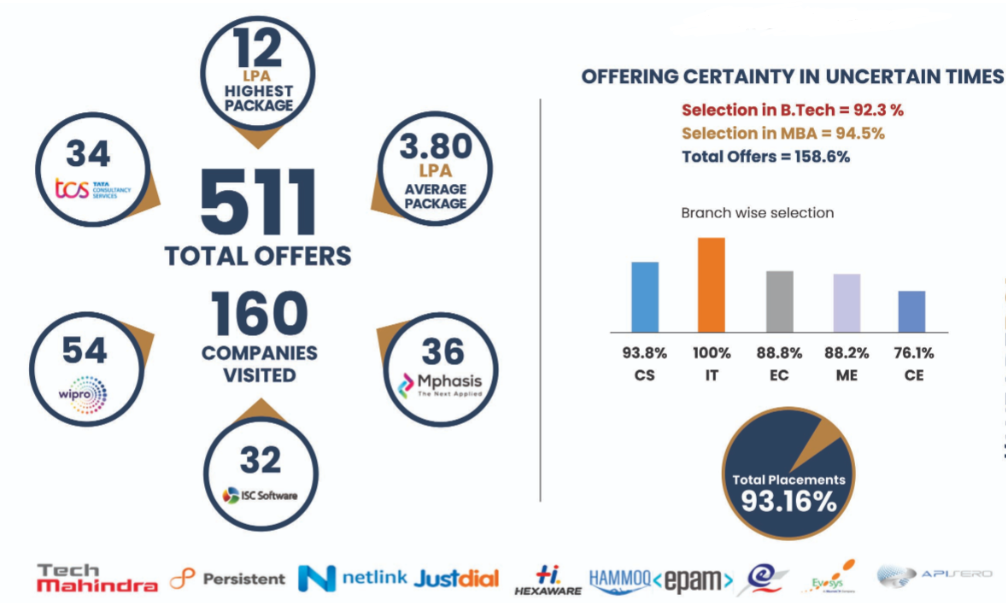 12
LPA
HIGHEST
PACKAGE
34
tcs TATA
CONSULTANCY
SERVICES
3.80
LPA
AVERAGE
PACKAGE
511
TOTAL OFFERS
160
COMPANIES
VISITED
54
wipro
36
Mphasis
The Next Applied
32
ISC Software
OFFERING CERTAINTY IN UNCERTAIN TIMES
Selection in B.Tech = 92.3 %
Selection in MBA = 94.5%
Total Offers = 158.6%
Branch wise selection
93.8% 100% 88.8% 88.2% 76.1%
CS IT EC ME CE
Total Placements
93.16%
Tech
Mahindra
Persistent
N netlink
Justdial
Hi.
HEXAWARE
HAMMOQ
<epam>
Evosys